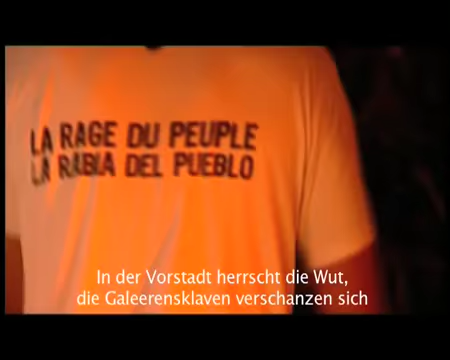 LA RAGE DU PEUPLE
LA RABIA DEL PUEBLO
In der Vorstadt herrscht die Wut,
die Galeerensklaven verschanzen sich